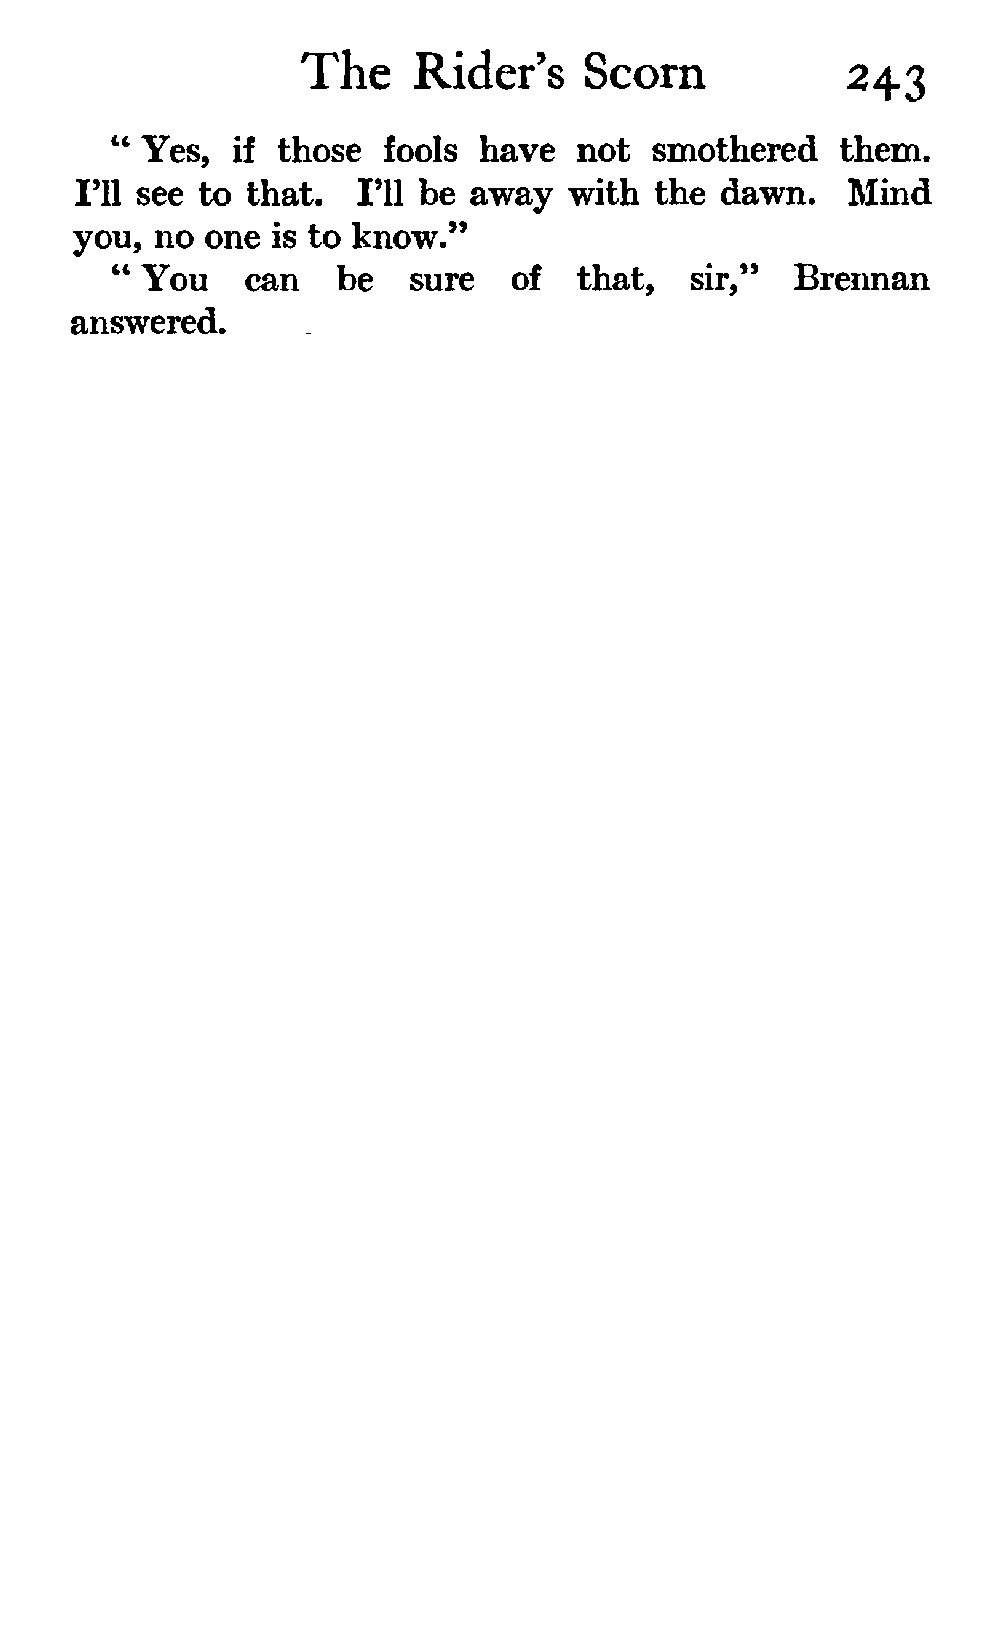 The Rider's Scorn 243
“ Yes, if those fools have not smothered them.
I’ll see to that. I’ll be away with the dawn. Mind
you, no one is to know.”
“ You can be sure of that, sir,” Brennan
answered.